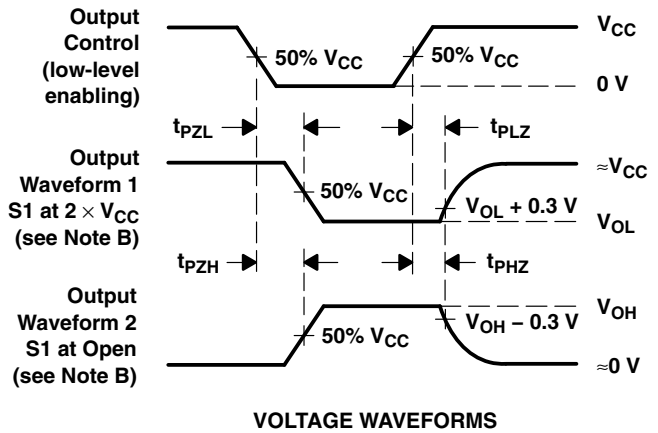 Output
Control
(low-level
enabling)
50% VCC
50% VCC
VCC
0 V
tPZL
tPLZ
Output
Waveform 1
S1 at 2 × VCC
(see Note B)
50% VCC
VOL + 0.3 V
≈VCC
VOL
tPZH
tPHZ
Output
Waveform 2
S1 at Open
(see Note B)
50% VCC
VOH − 0.3 V
VOH
≈0 V
VOLTAGE WAVEFORMS